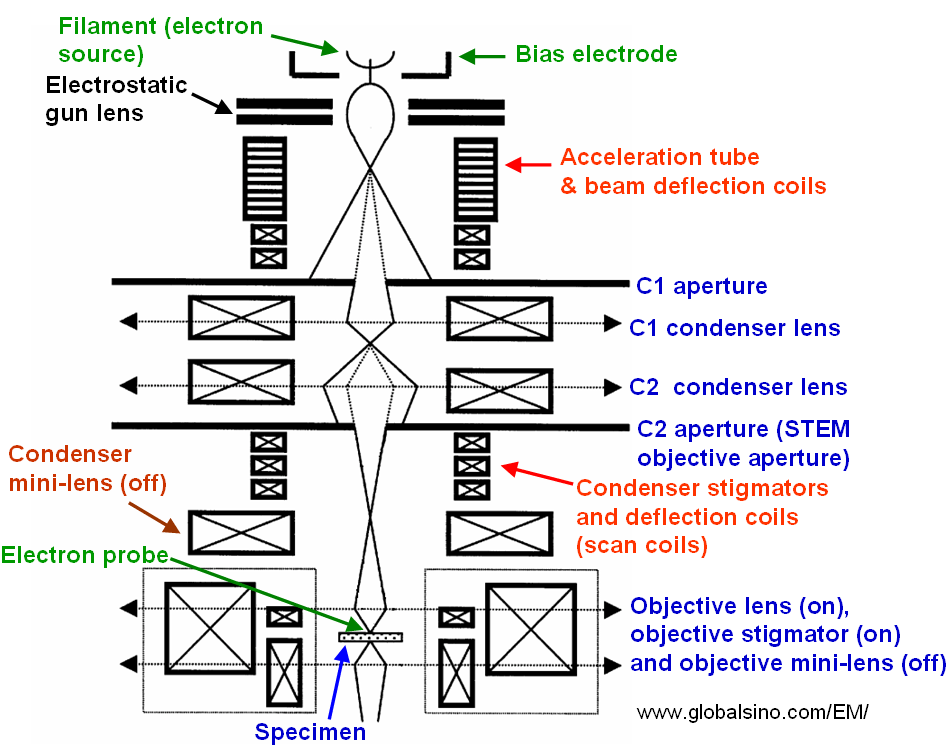 Filament (electron
source)
Bias electrode
Electrostatic
gun lens
Acceleration tube
& beam deflection coils
C1 aperture
C1 condenser lens
C2 condenser lens
C2 aperture (STEM
objective aperture)
Condenser
mini-lens (off)
Condenser stigmators
and deflection coils
(scan coils)
Electron probe
Objective lens (on),
objective stigmator (on)
and objective mini-lens (off)
Specimen
www.globalsino.com/EM/